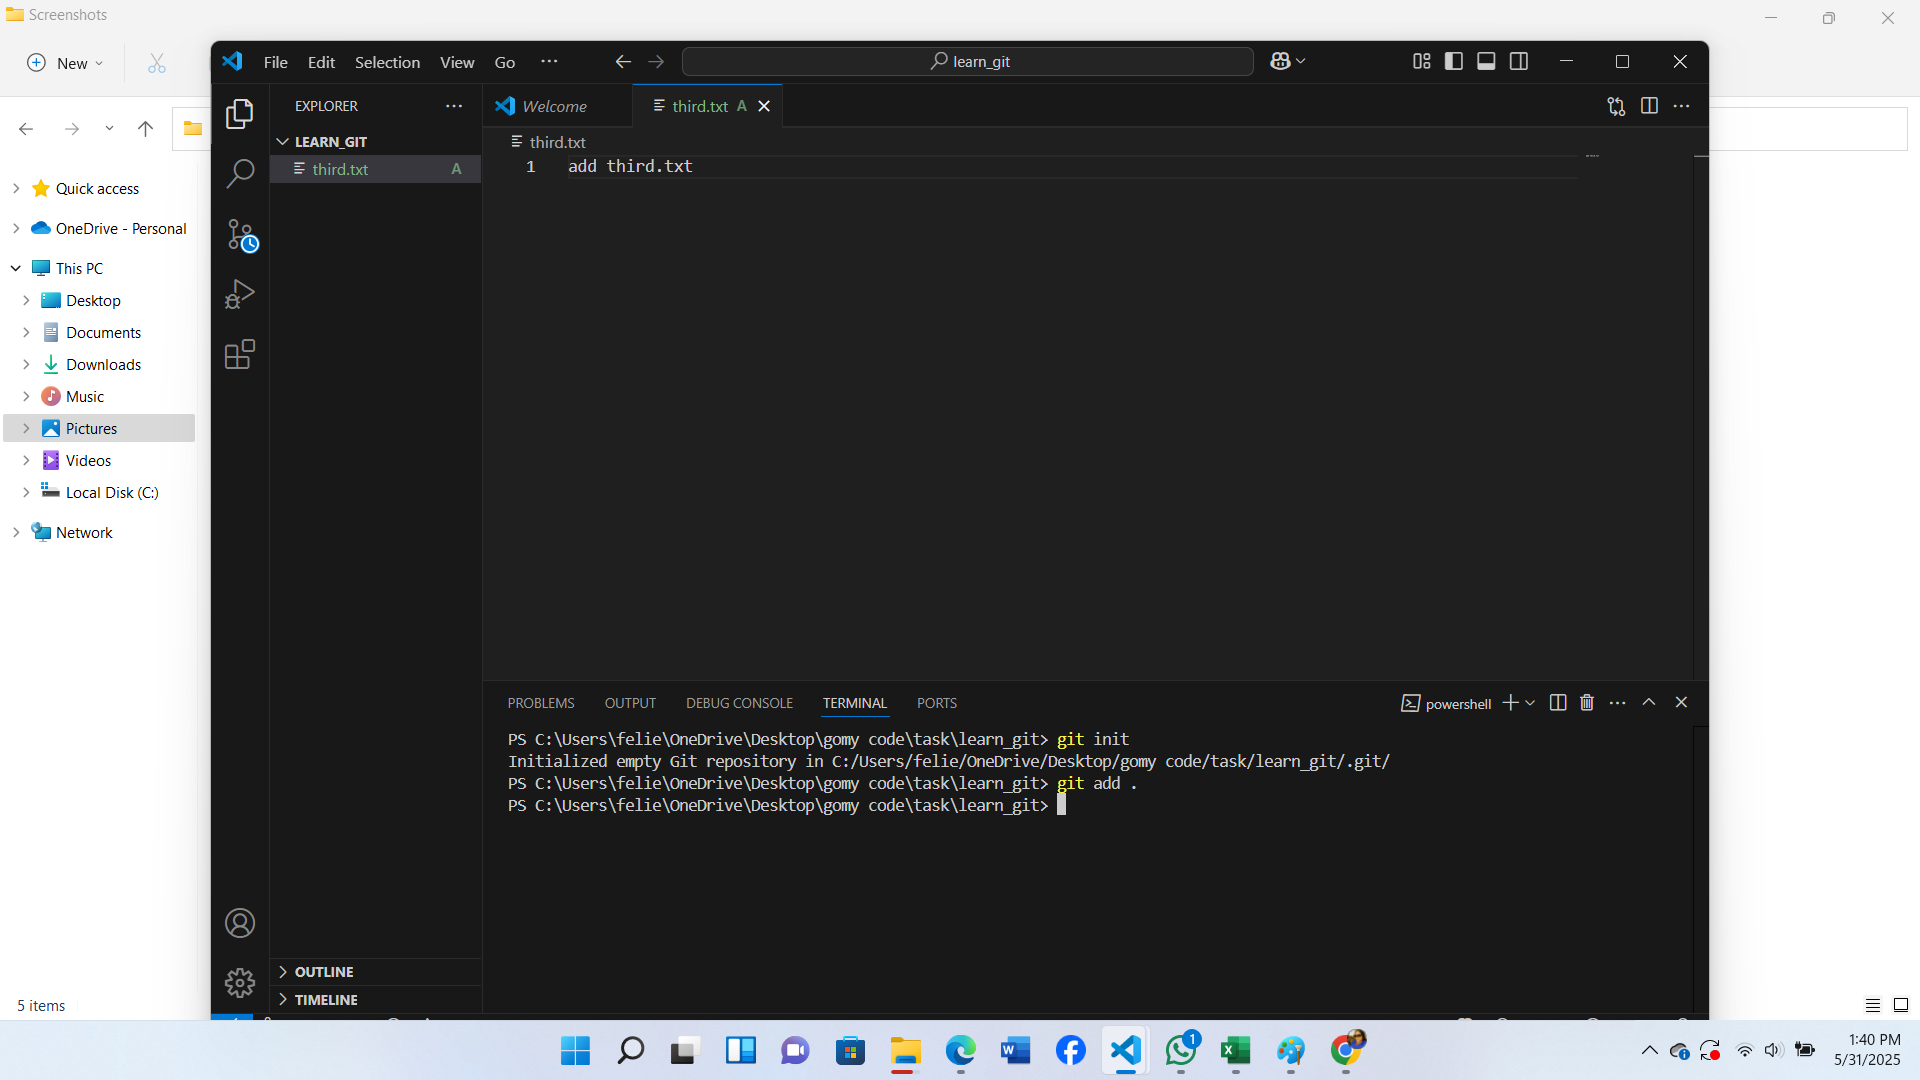 Screenshots
New
File Edit Selection View Go ···
learn_git
EXPLORER ···
Welcome
third.txt A
LEARN_GIT
third.txt A
third.txt
1 add third.txt
Quick access
OneDrive - Personal
This PC
Desktop
Documents
Downloads
Music
Pictures
Videos
Local Disk (C:)
Network
PROBLEMS OUTPUT DEBUG CONSOLE TERMINAL PORTS
powershell
PS C:\Users\felie\OneDrive\Desktop\gomy code\task\learn_git> git init
Initialized empty Git repository in C:/Users/felie/OneDrive/Desktop/gomy code/task/learn_git/.git/
PS C:\Users\felie\OneDrive\Desktop\gomy code\task\learn_git> git add .
PS C:\Users\felie\OneDrive\Desktop\gomy code\task\learn_git>
OUTLINE
TIMELINE
5 items
1
1:40 PM
5/31/2025